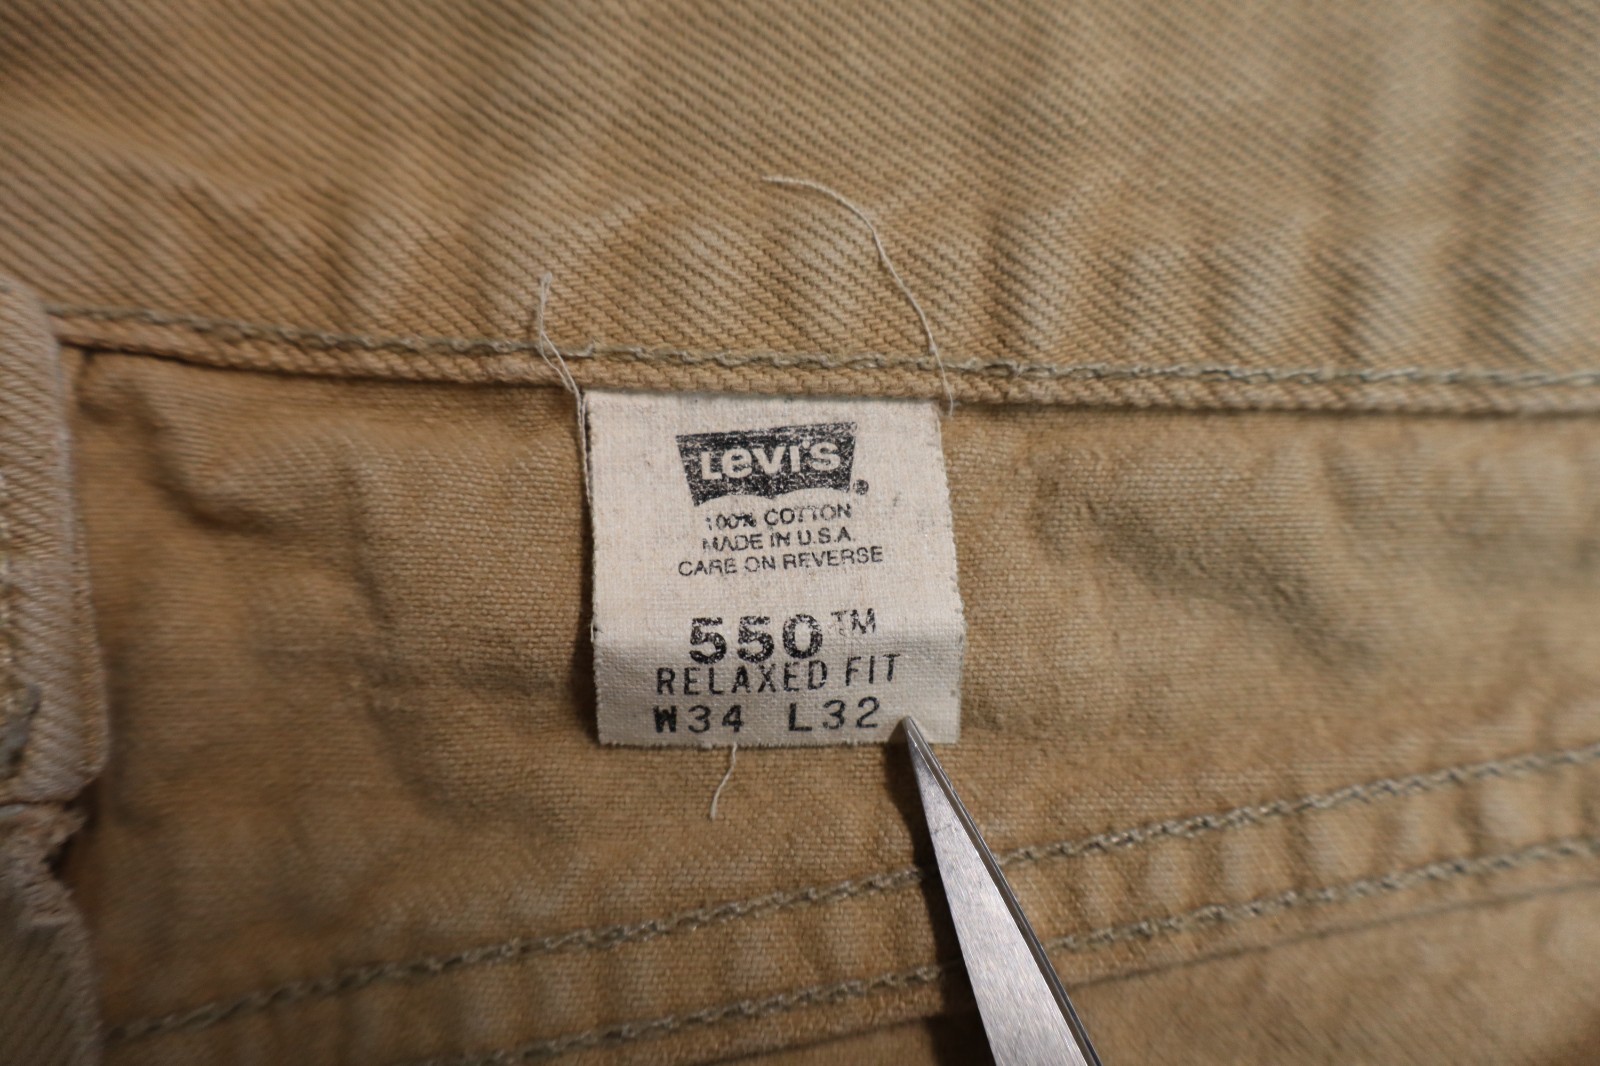 Levi's
100% COTTON
MADE IN U.S.A.
CARE ON REVERSE
550™
RELAXED FIT
W34 L32